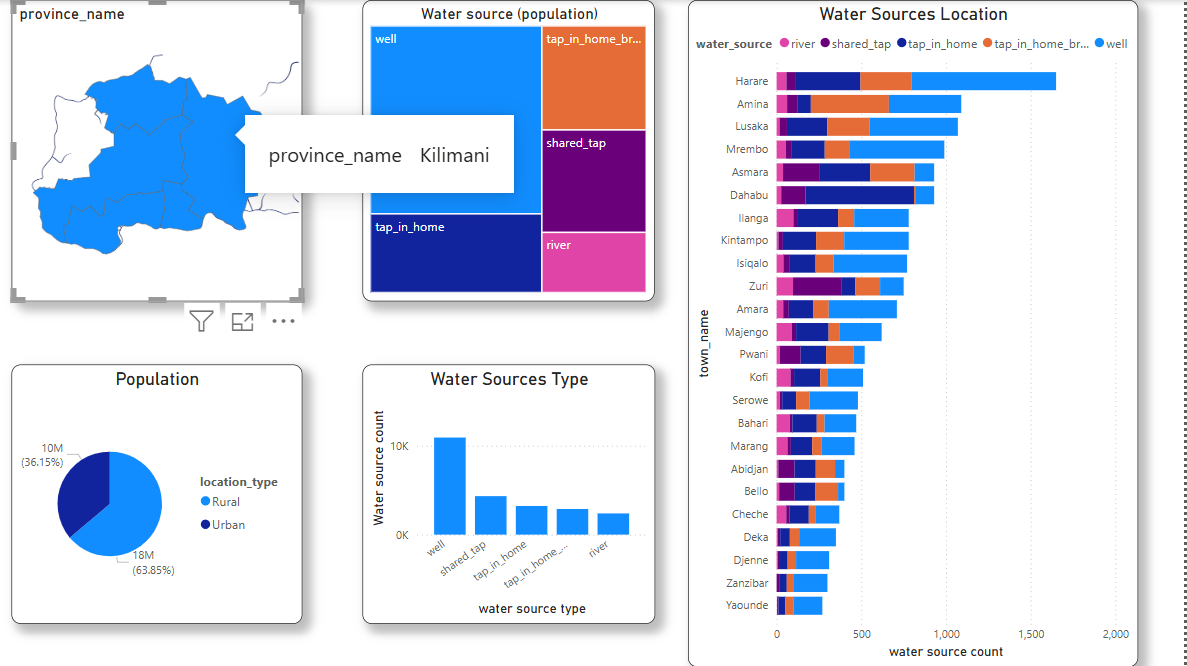 province_name
province_name Kilimani
Water source (population)
well
tap_in_home_br...
shared_tap
tap_in_home
river
Population
10M
(36.15%)
18M
(63.85%)
location_type
Rural
Urban
Water Sources Type
Water source count
10K
0K
well
shared_tap
tap_in_home
tap_in_home_...
river
water source type
Water Sources Location
water_source river shared_tap tap_in_home tap_in_home_br... well
town_name
Harare
Amina
Lusaka
Mrembo
Asmara
Dahabu
Ilanga
Kintampo
Isiqalo
Zuri
Amara
Majengo
Pwani
Kofi
Serowe
Bahari
Marang
Abidjan
Bello
Cheche
Deka
Djenne
Zanzibar
Yaounde
0 500 1,000 1,500 2,000
water source count